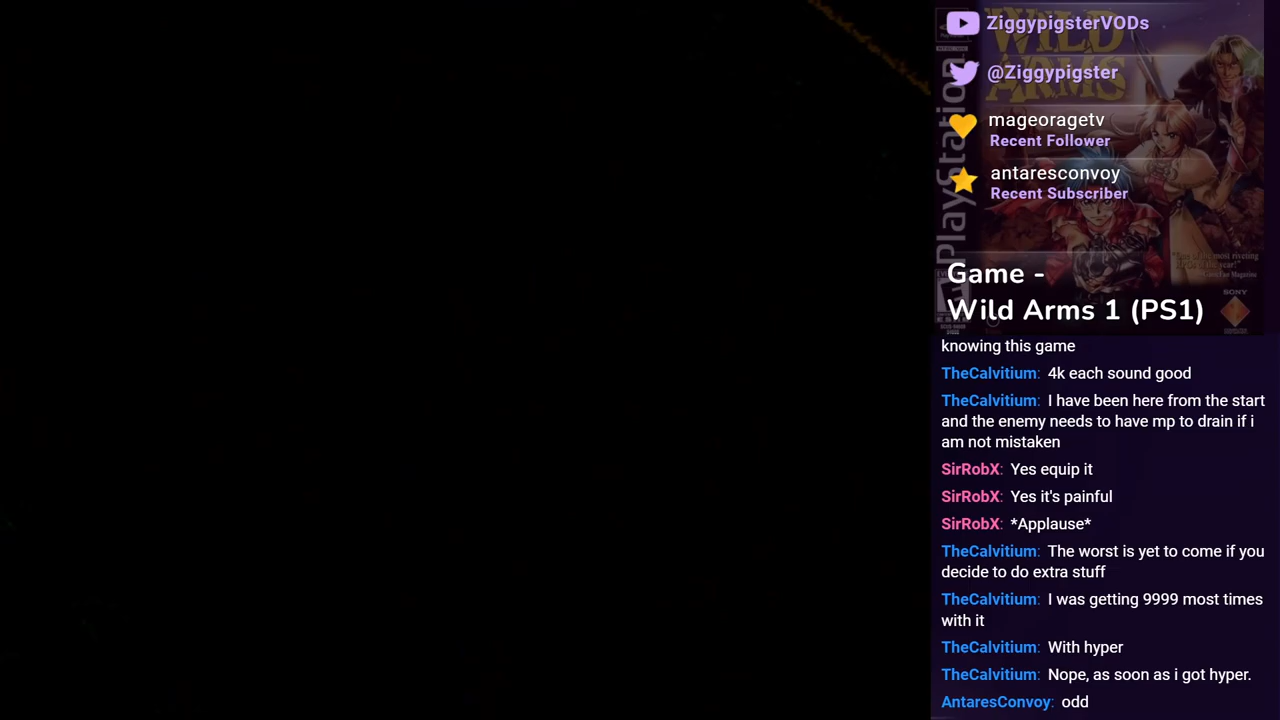 ZiggypigsterVODs
@Ziggypigster
mageoragetv
Recent Follower
antaresconvoy
Recent Subscriber
WILD
ARMS
PlayStation
Game -
Wild Arms 1 (PS1)
SONY
knowing this game
TheCalvitium: 4k each sound good
TheCalvitium: I have been here from the start
and the enemy needs to have mp to drain if i
am not mistaken
SirRobX: Yes equip it
SirRobX: Yes it's painful
SirRobX: *Applause*
TheCalvitium: The worst is yet to come if you
decide to do extra stuff
TheCalvitium: I was getting 9999 most times
with it
TheCalvitium: With hyper
TheCalvitium: Nope, as soon as i got hyper.
AntaresConvoy: odd